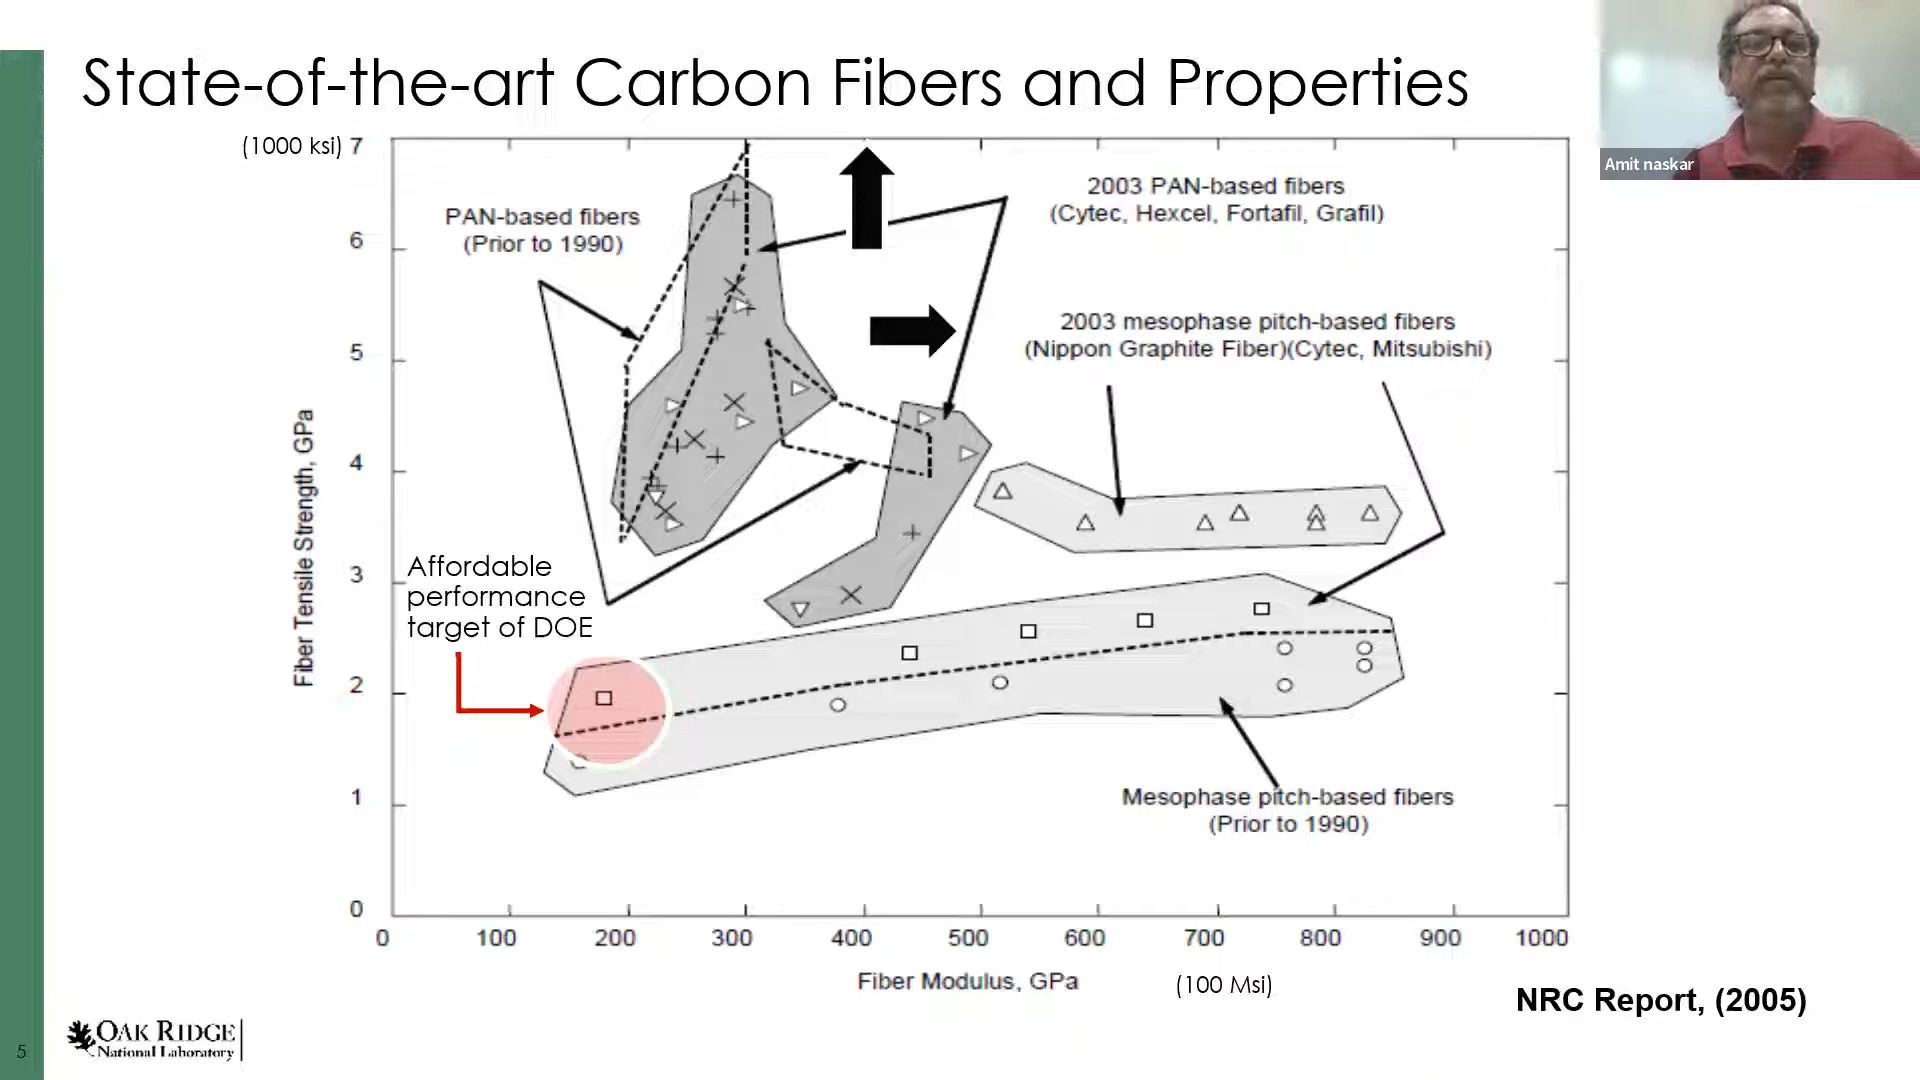 State-of-the-art Carbon Fibers and Properties
Amit naskar
(1000 ksi)
7
6
5
4
3
2
1
0
Fiber Tensile Strength, GPa
PAN-based fibers
(Prior to 1990)
2003 PAN-based fibers
(Cytec, Hexcel, Fortafil, Grafil)
2003 mesophase pitch-based fibers
(Nippon Graphite Fiber)(Cytec, Mitsubishi)
Affordable
performance
target of DOE
Mesophase pitch-based fibers
(Prior to 1990)
0 100 200 300 400 500 600 700 800 900 1000
Fiber Modulus, GPa
(100 Msi)
NRC Report, (2005)
5
OAK RIDGE
National Laboratory